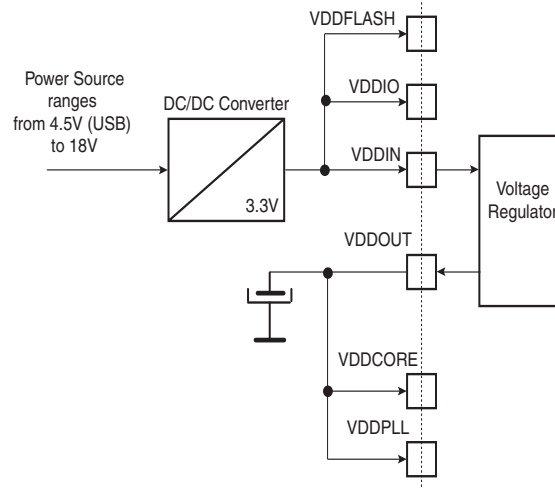 VDDFLASH
Power Source
ranges
from 4.5V (USB)
to 18V
DC/DC Converter
VDDIO
VDDIN
3.3V
Voltage
Regulator
VDDOUT
VDDCORE
VDDPLL